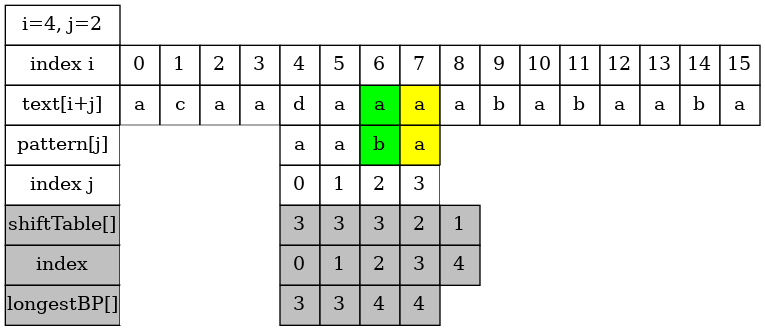 i=4, j=2
index i 0 1 2 3 4 5 6 7 8 9 10 11 12 13 14 15
text[i+j] a c a a d a a a a b a b a a b a
pattern[j] a a b a
index j 0 1 2 3
shiftTable[] 3 3 3 2 1
index 0 1 2 3 4
longestBP[] 3 3 4 4